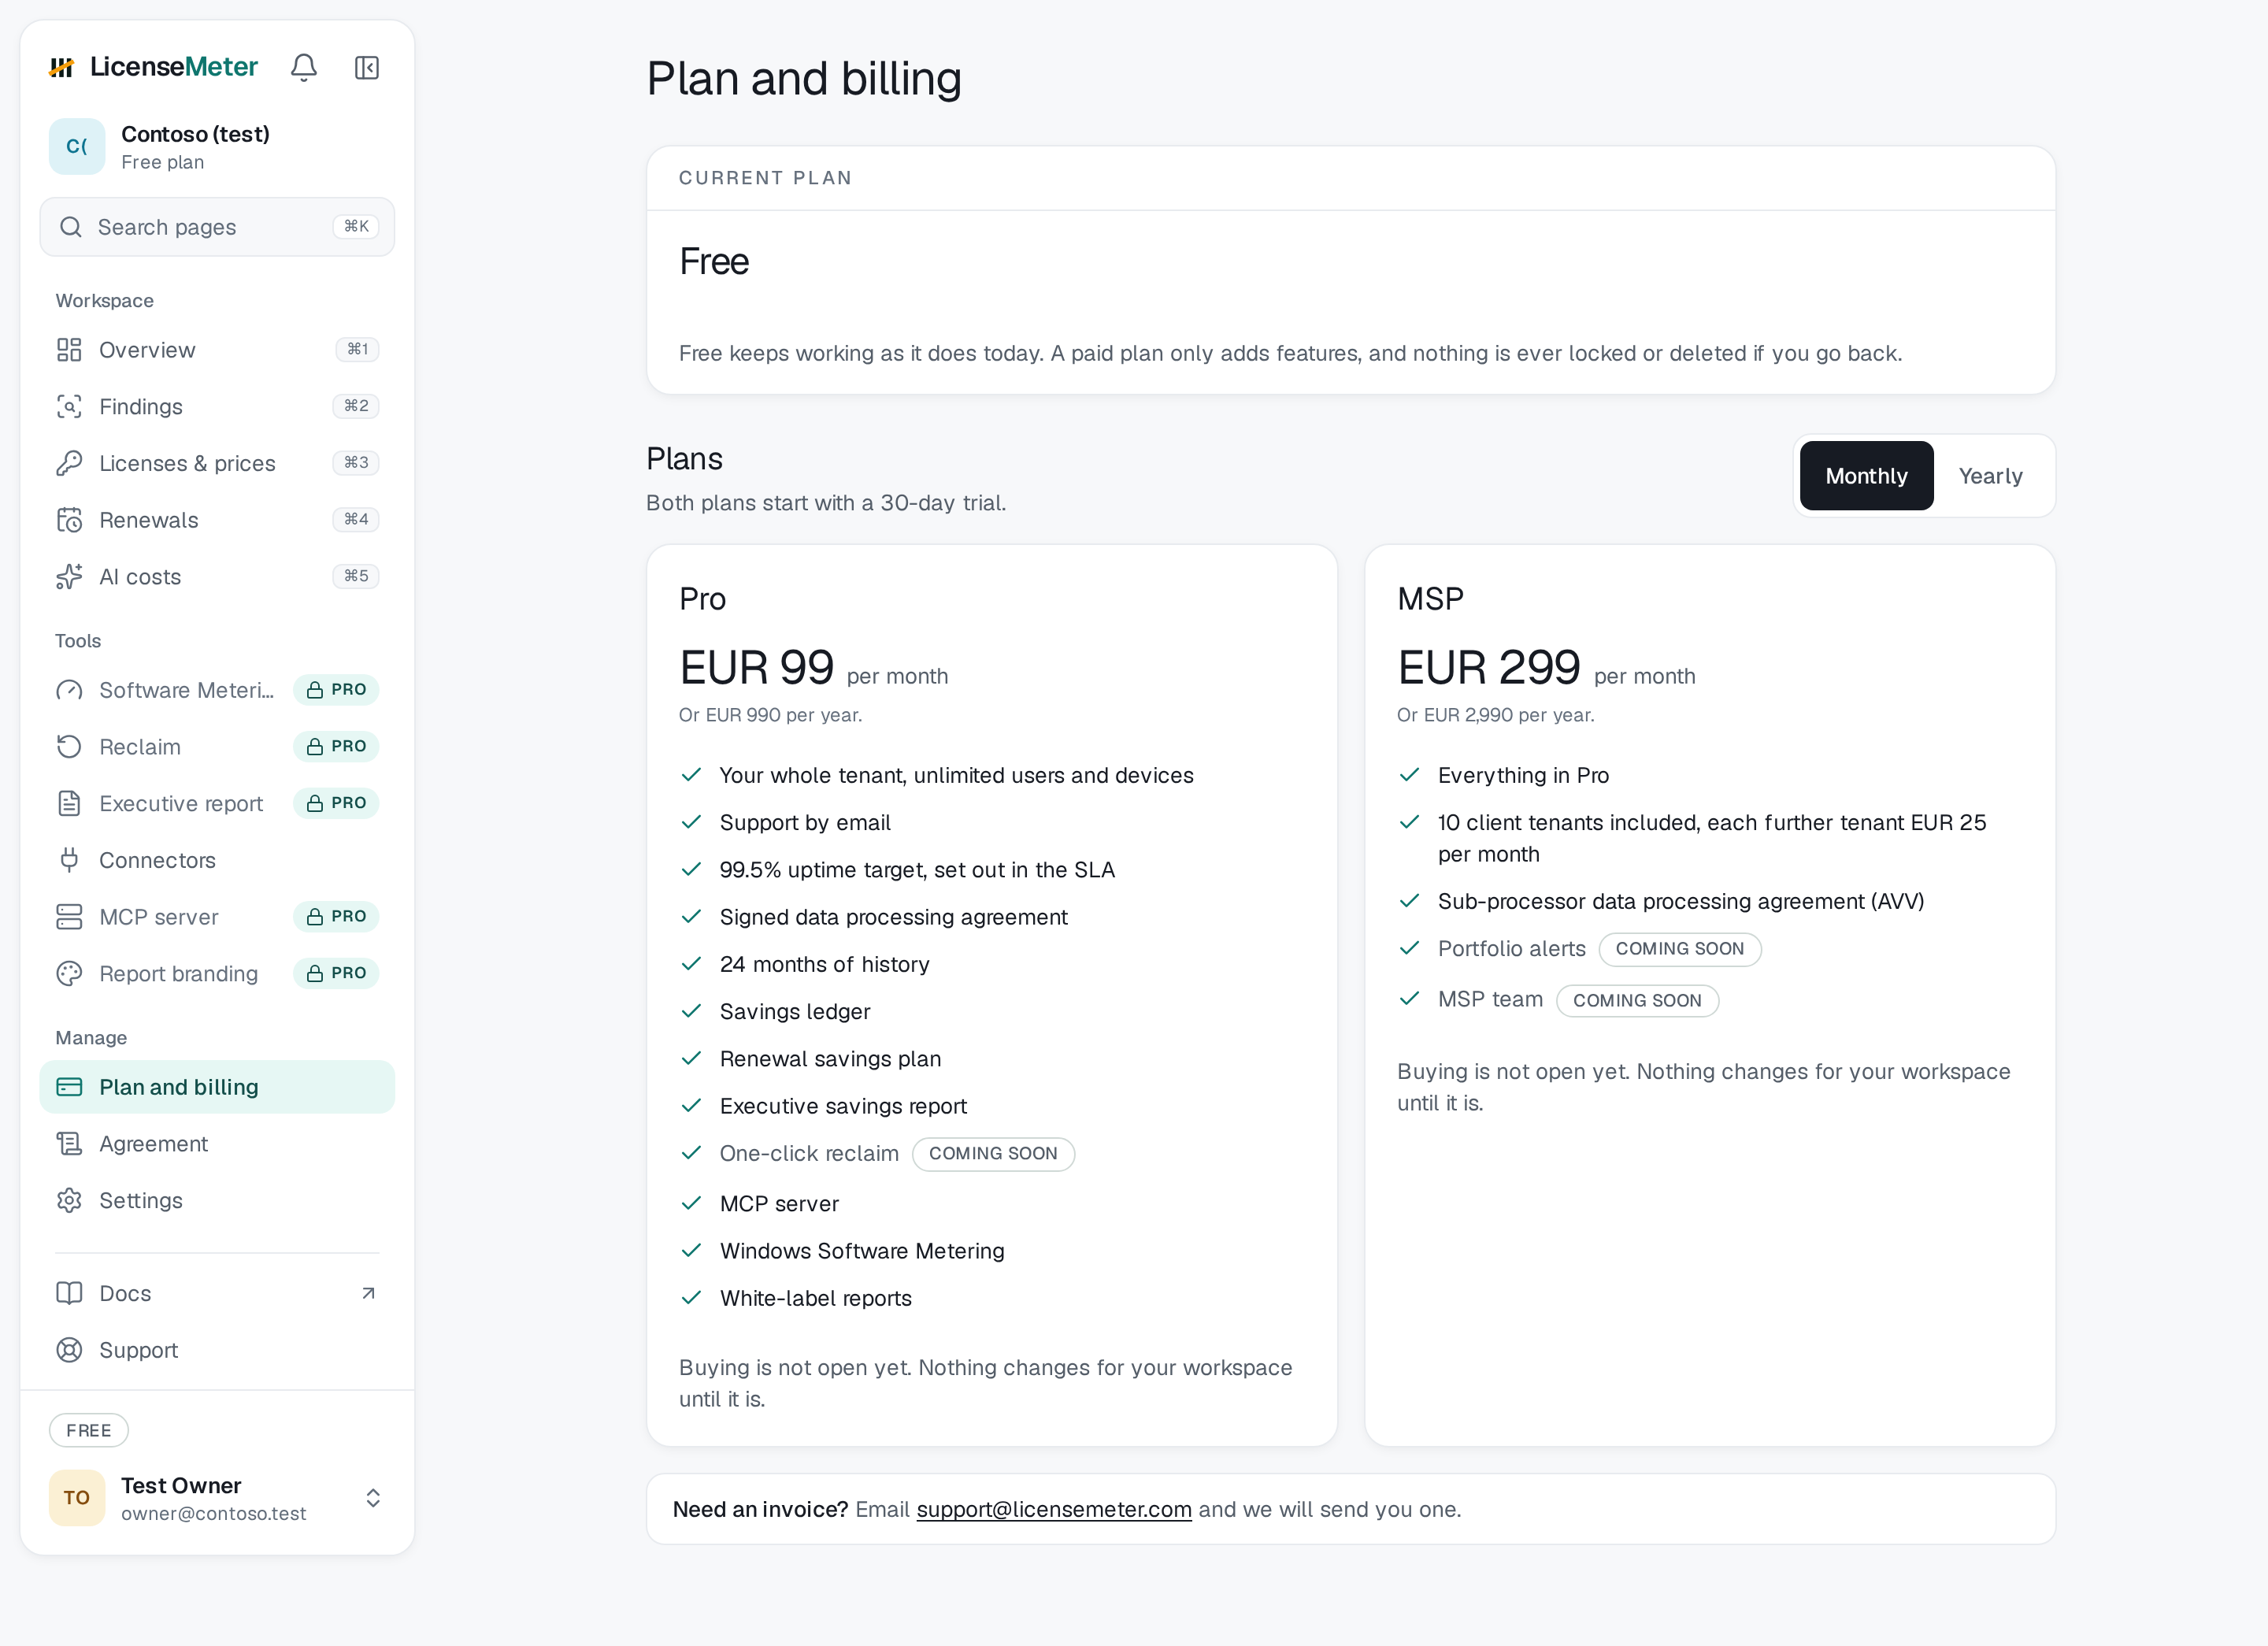 LicenseMeter
C(
Contoso (test)
Free plan
Search pages
⌘K
Workspace
Overview
⌘1
Findings
⌘2
Licenses & prices
⌘3
Renewals
⌘4
AI costs
⌘5
Tools
Software Meteri...
PRO
Reclaim
PRO
Executive report
PRO
Connectors
MCP server
PRO
Report branding
PRO
Manage
Plan and billing
Agreement
Settings
Docs
Support
FREE
TO
Test Owner
owner@contoso.test
Plan and billing
CURRENT PLAN
Free
Free keeps working as it does today. A paid plan only adds features, and nothing is ever locked or deleted if you go back.
Plans
Both plans start with a 30-day trial.
Monthly
Yearly
Pro
EUR 99 per month
Or EUR 990 per year.
Your whole tenant, unlimited users and devices
Support by email
99.5% uptime target, set out in the SLA
Signed data processing agreement
24 months of history
Savings ledger
Renewal savings plan
Executive savings report
One-click reclaim COMING SOON
MCP server
Windows Software Metering
White-label reports
Buying is not open yet. Nothing changes for your workspace
until it is.
MSP
EUR 299 per month
Or EUR 2,990 per year.
Everything in Pro
10 client tenants included, each further tenant EUR 25
per month
Sub-processor data processing agreement (AVV)
Portfolio alerts COMING SOON
MSP team COMING SOON
Buying is not open yet. Nothing changes for your workspace
until it is.
Need an invoice? Email support@licensemeter.com and we will send you one.